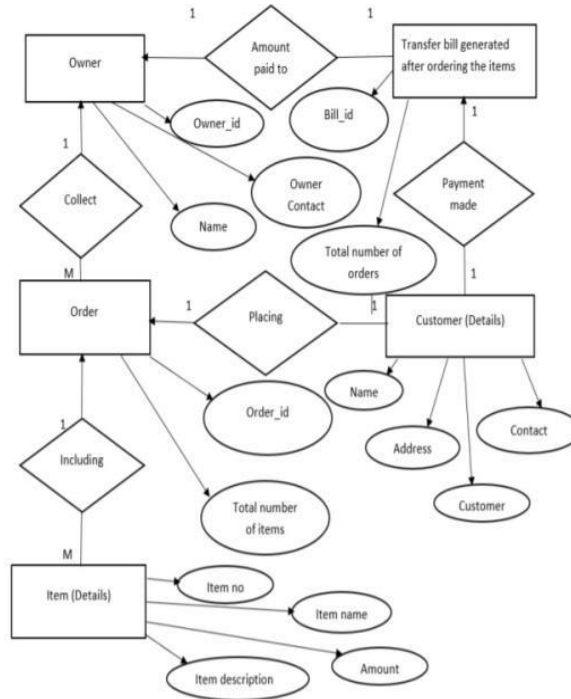 1
1
Owner
Amount
paid to
Transfer bill generated
after ordering the items
Owner_id
Bill_id
1
1
Owner
Contact
Collect
Payment
made
Name
Total number of
orders
M
1
1
1
Order
Placing
Customer (Details)
Name
Order_id
Contact
1
Address
Including
Customer
Total number
of items
M
Item no
Item (Details)
Item name
Amount
Item description